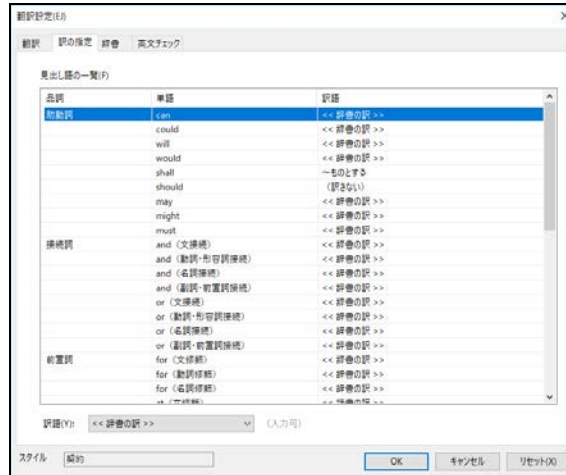 翻訳設定(EJ)
翻訳 訳の指定 辞書 英文チェック
見出し語の一覧(F)
品詞 単語 訳語
助動詞 can << 辞書の訳 >>
could << 辞書の訳 >>
will << 辞書の訳 >>
would << 辞書の訳 >>
shall ～ものとする
should （訳さない）
may << 辞書の訳 >>
might << 辞書の訳 >>
must << 辞書の訳 >>
接続詞 and（文接続） << 辞書の訳 >>
and（動詞・形容詞接続） << 辞書の訳 >>
and（名詞接続） << 辞書の訳 >>
and（副詞・前置詞接続） << 辞書の訳 >>
or（文接続） << 辞書の訳 >>
or（動詞・形容詞接続） << 辞書の訳 >>
or（名詞接続） << 辞書の訳 >>
or（副詞・前置詞接続） << 辞書の訳 >>
前置詞 for（文修飾） << 辞書の訳 >>
for（動詞修飾） << 辞書の訳 >>
for（名詞修飾） << 辞書の訳 >>
訳語(Y): << 辞書の訳 >> （入力可）
スタイル 契約
OK キャンセル リセット(X)